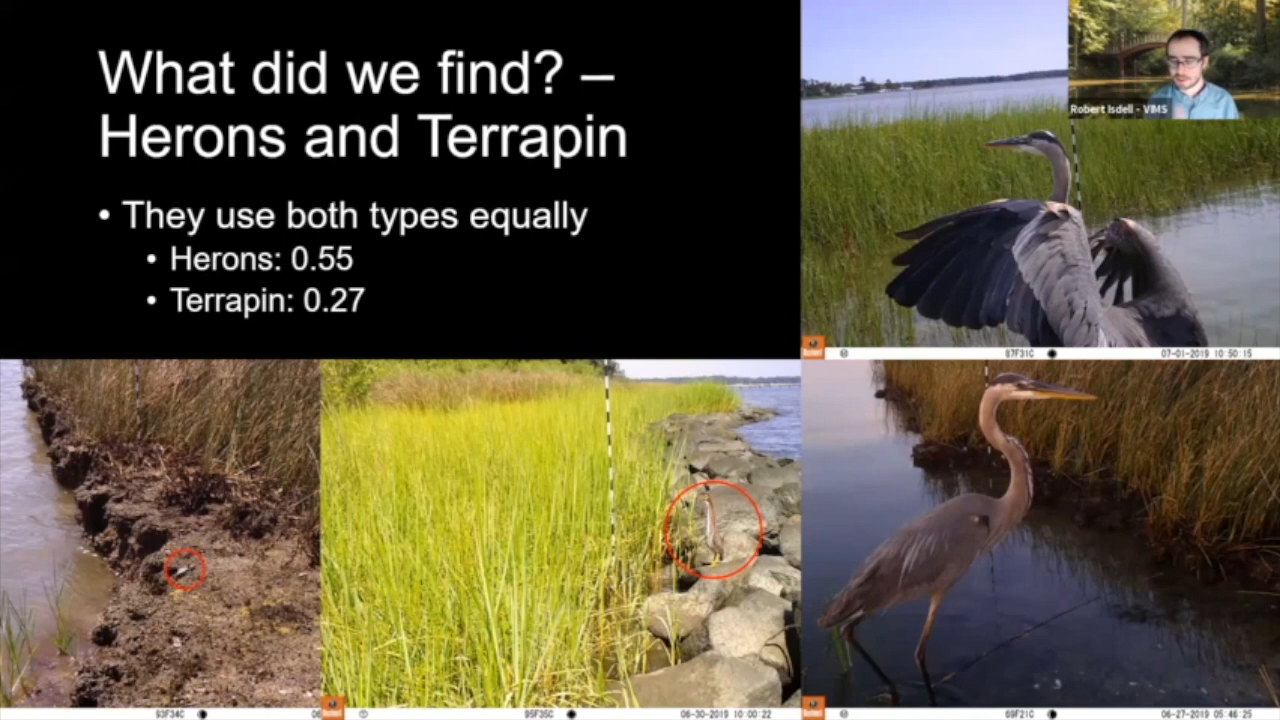 What did we find? –
Herons and Terrapin
• They use both types equally
• Herons: 0.55
• Terrapin: 0.27
Robert Isdell - VIMS
87F31C 07-01-2019 10:50:15
93F34C
95F35C 06-30-2019 10:00:22
69F21C 06-27-2019 05:46:25